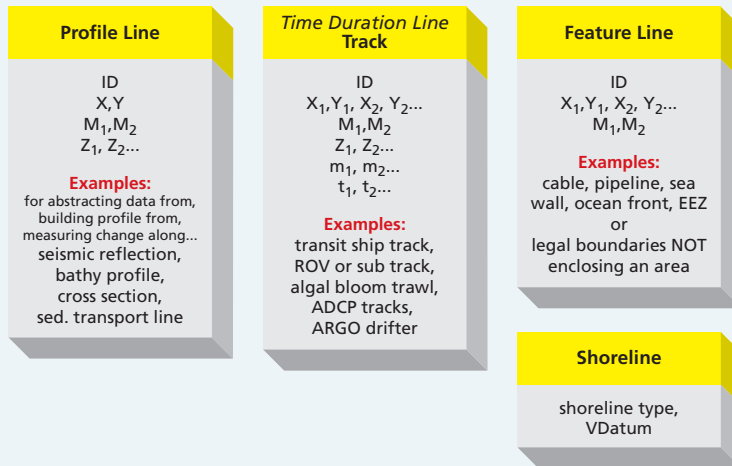 Profile Line
ID
X,Y
M₁,M₂
Z₁, Z₂...
Examples:
for abstracting data from,
building profile from,
measuring change along...
seismic reflection,
bathy profile,
cross section,
sed. transport line
Time Duration Line
Track
ID
X₁,Y₁, X₂, Y₂...
M₁,M₂
Z₁, Z₂...
m₁, m₂...
t₁, t₂...
Examples:
transit ship track,
ROV or sub track,
algal bloom trawl,
ADCP tracks,
ARGO drifter
Feature Line
ID
X₁,Y₁, X₂, Y₂...
M₁,M₂
Examples:
cable, pipeline, sea
wall, ocean front, EEZ
or
legal boundaries NOT
enclosing an area
Shoreline
shoreline type,
VDatum